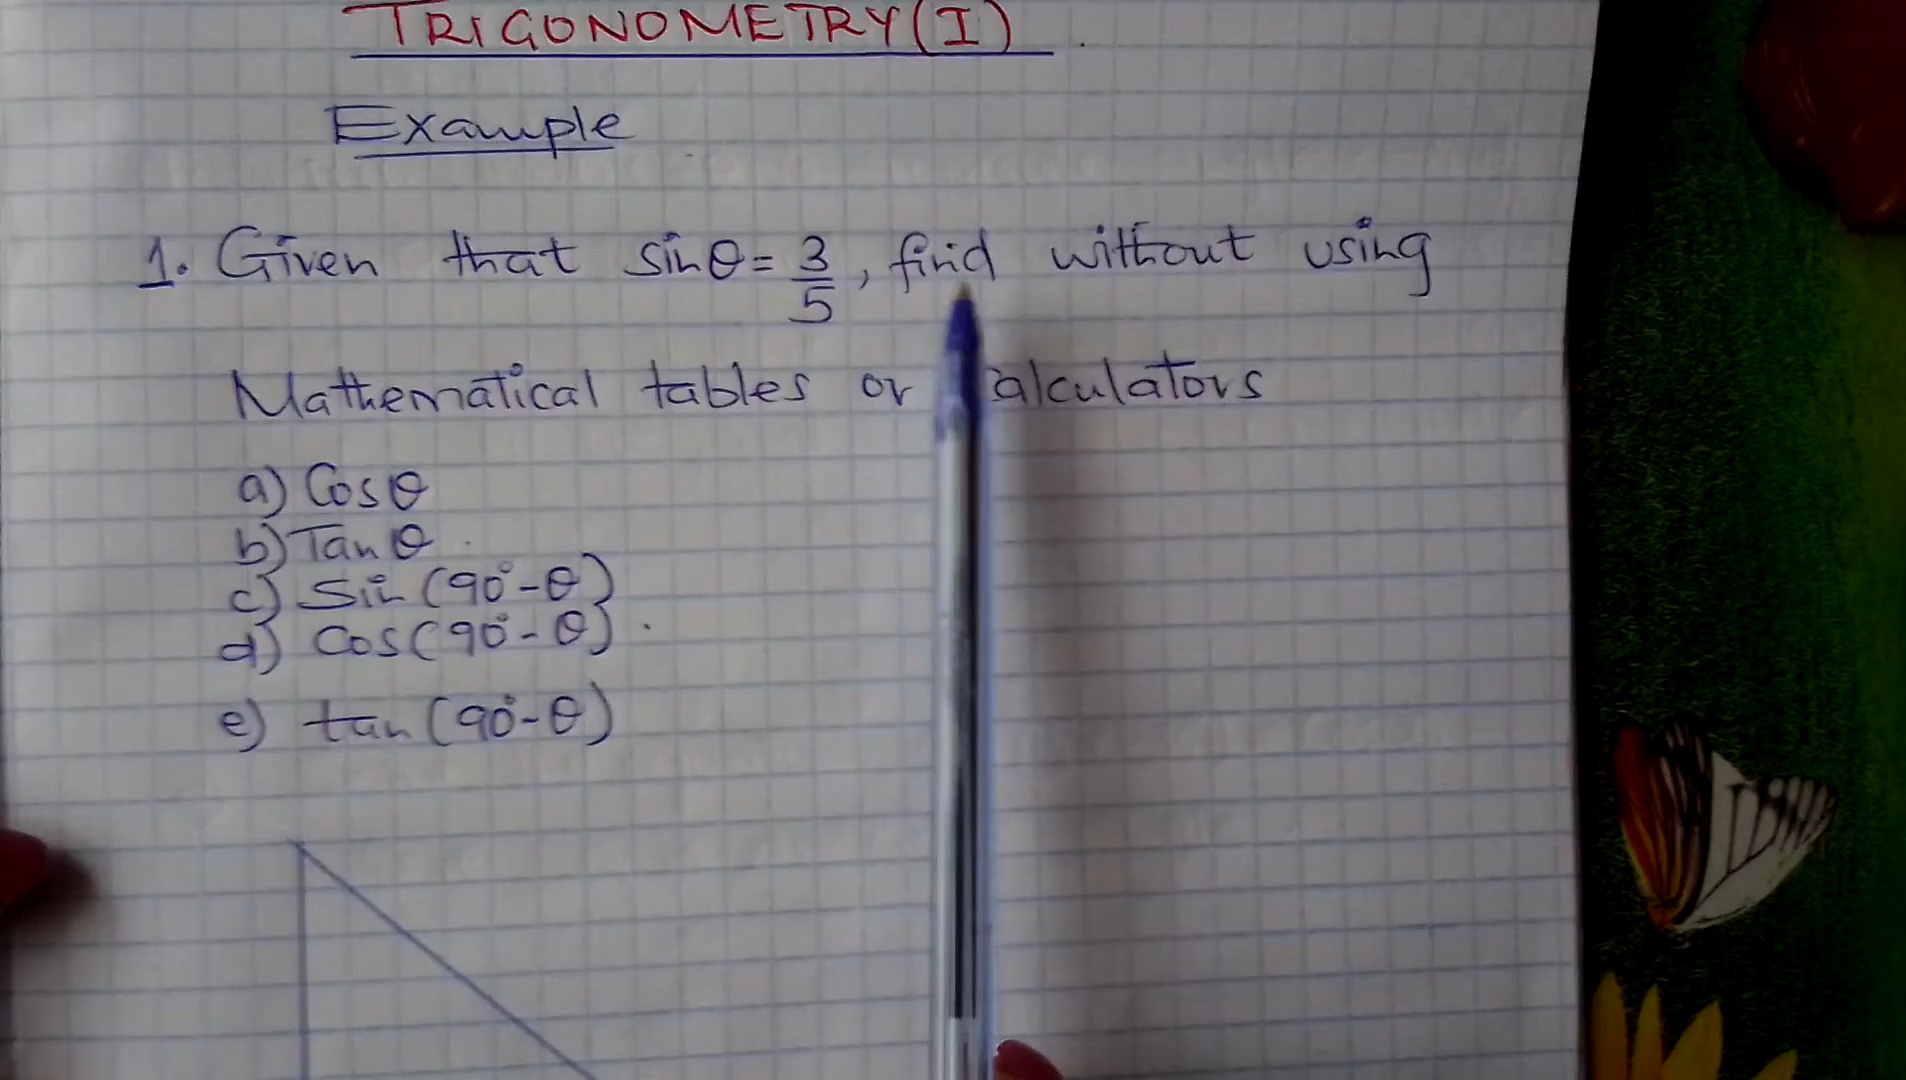 TRIGONOMETRY(I)
Example
1. Given that sinθ = 3/5, find without using
Mathematical tables or alculators
a) Cosθ
b) Tanθ
c) Sin(90°-θ)
d) Cos(90°-θ).
e) tan(90°-θ)